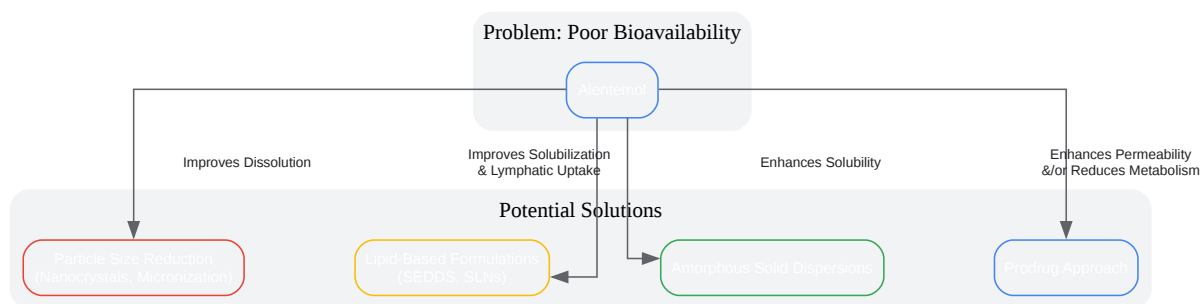 Problem: Poor Bioavailability
Alentemol
Improves Dissolution
Improves Solubilization
& Lymphatic Uptake
Enhances Solubility
Enhances Permeability
&/or Reduces Metabolism
Potential Solutions
Particle Size Reduction
(Nanocrystals, Micronization)
Lipid-Based Formulations
(SEDDS, SLNs)
Amorphous Solid Dispersions
Prodrug Approach